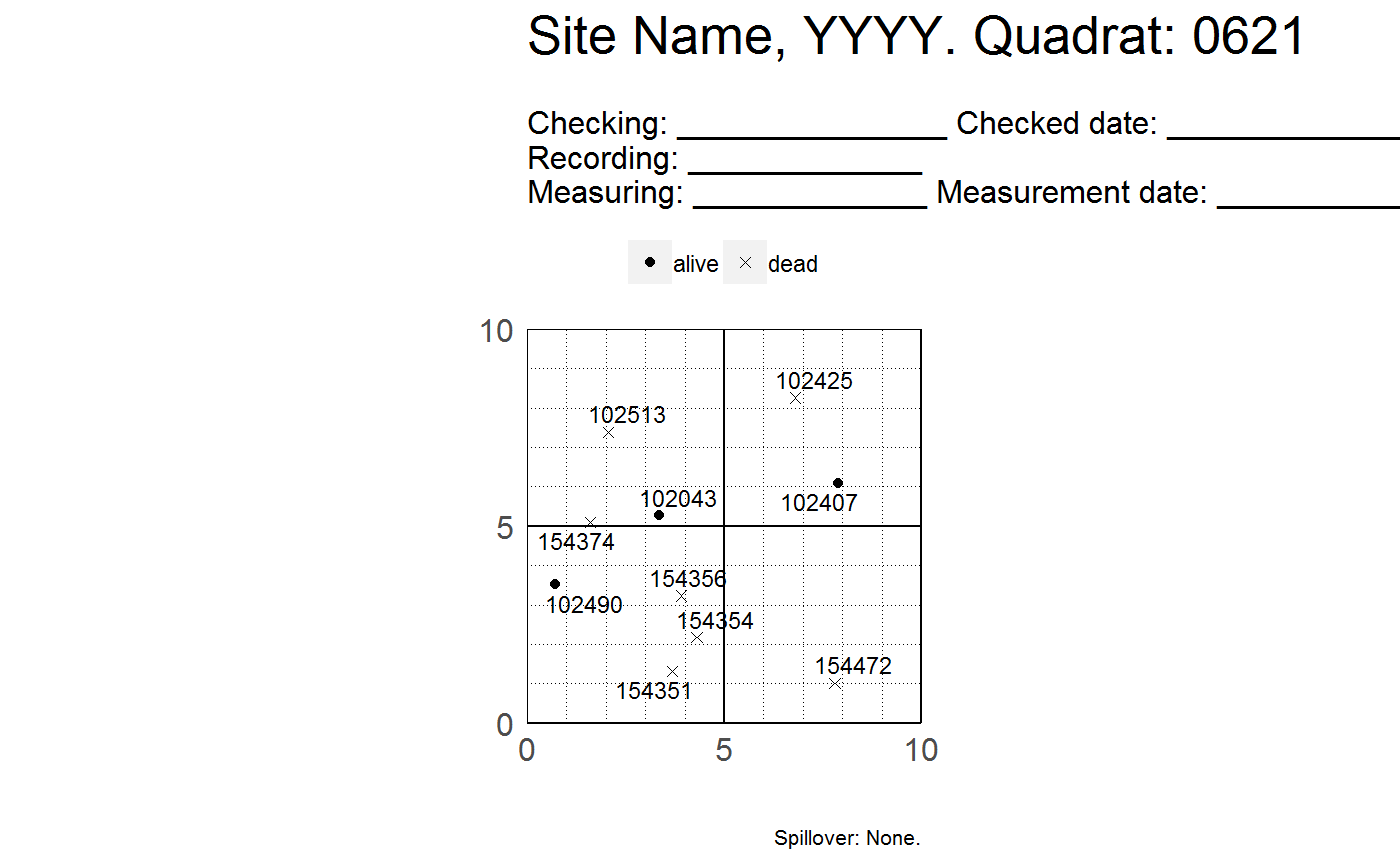 Site Name, YYYY. Quadrat: 0621
Checking: ________________ Checked date: ______________
Recording: ______________
Measuring: ______________ Measurement date: ___________
alive dead
10
102425
102513
102043
102407
5
154374
154356
102490
154354
154472
154351
0
0 5 10
Spillover: None.